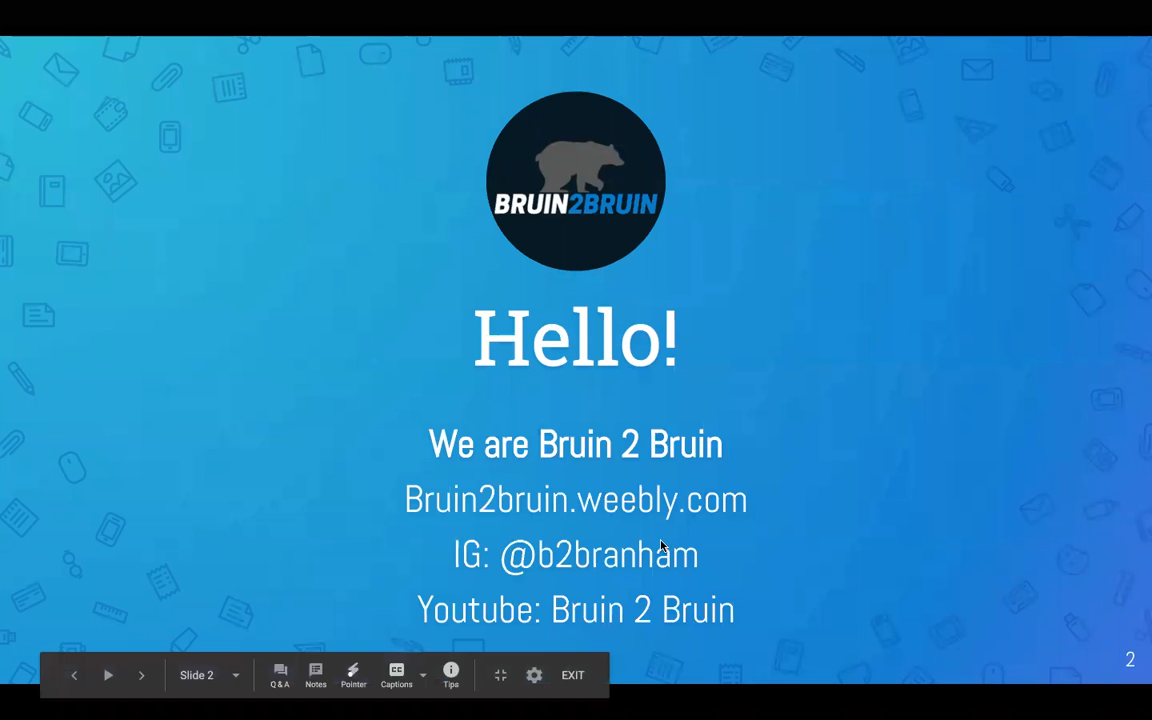 BRUIN2BRUIN
Hello!
We are Bruin 2 Bruin
Bruin2bruin.weebly.com
IG: @b2branham
Youtube: Bruin 2 Bruin
2
Slide 2
Q & A
Notes
Pointer
CC
Captions
Tips
EXIT